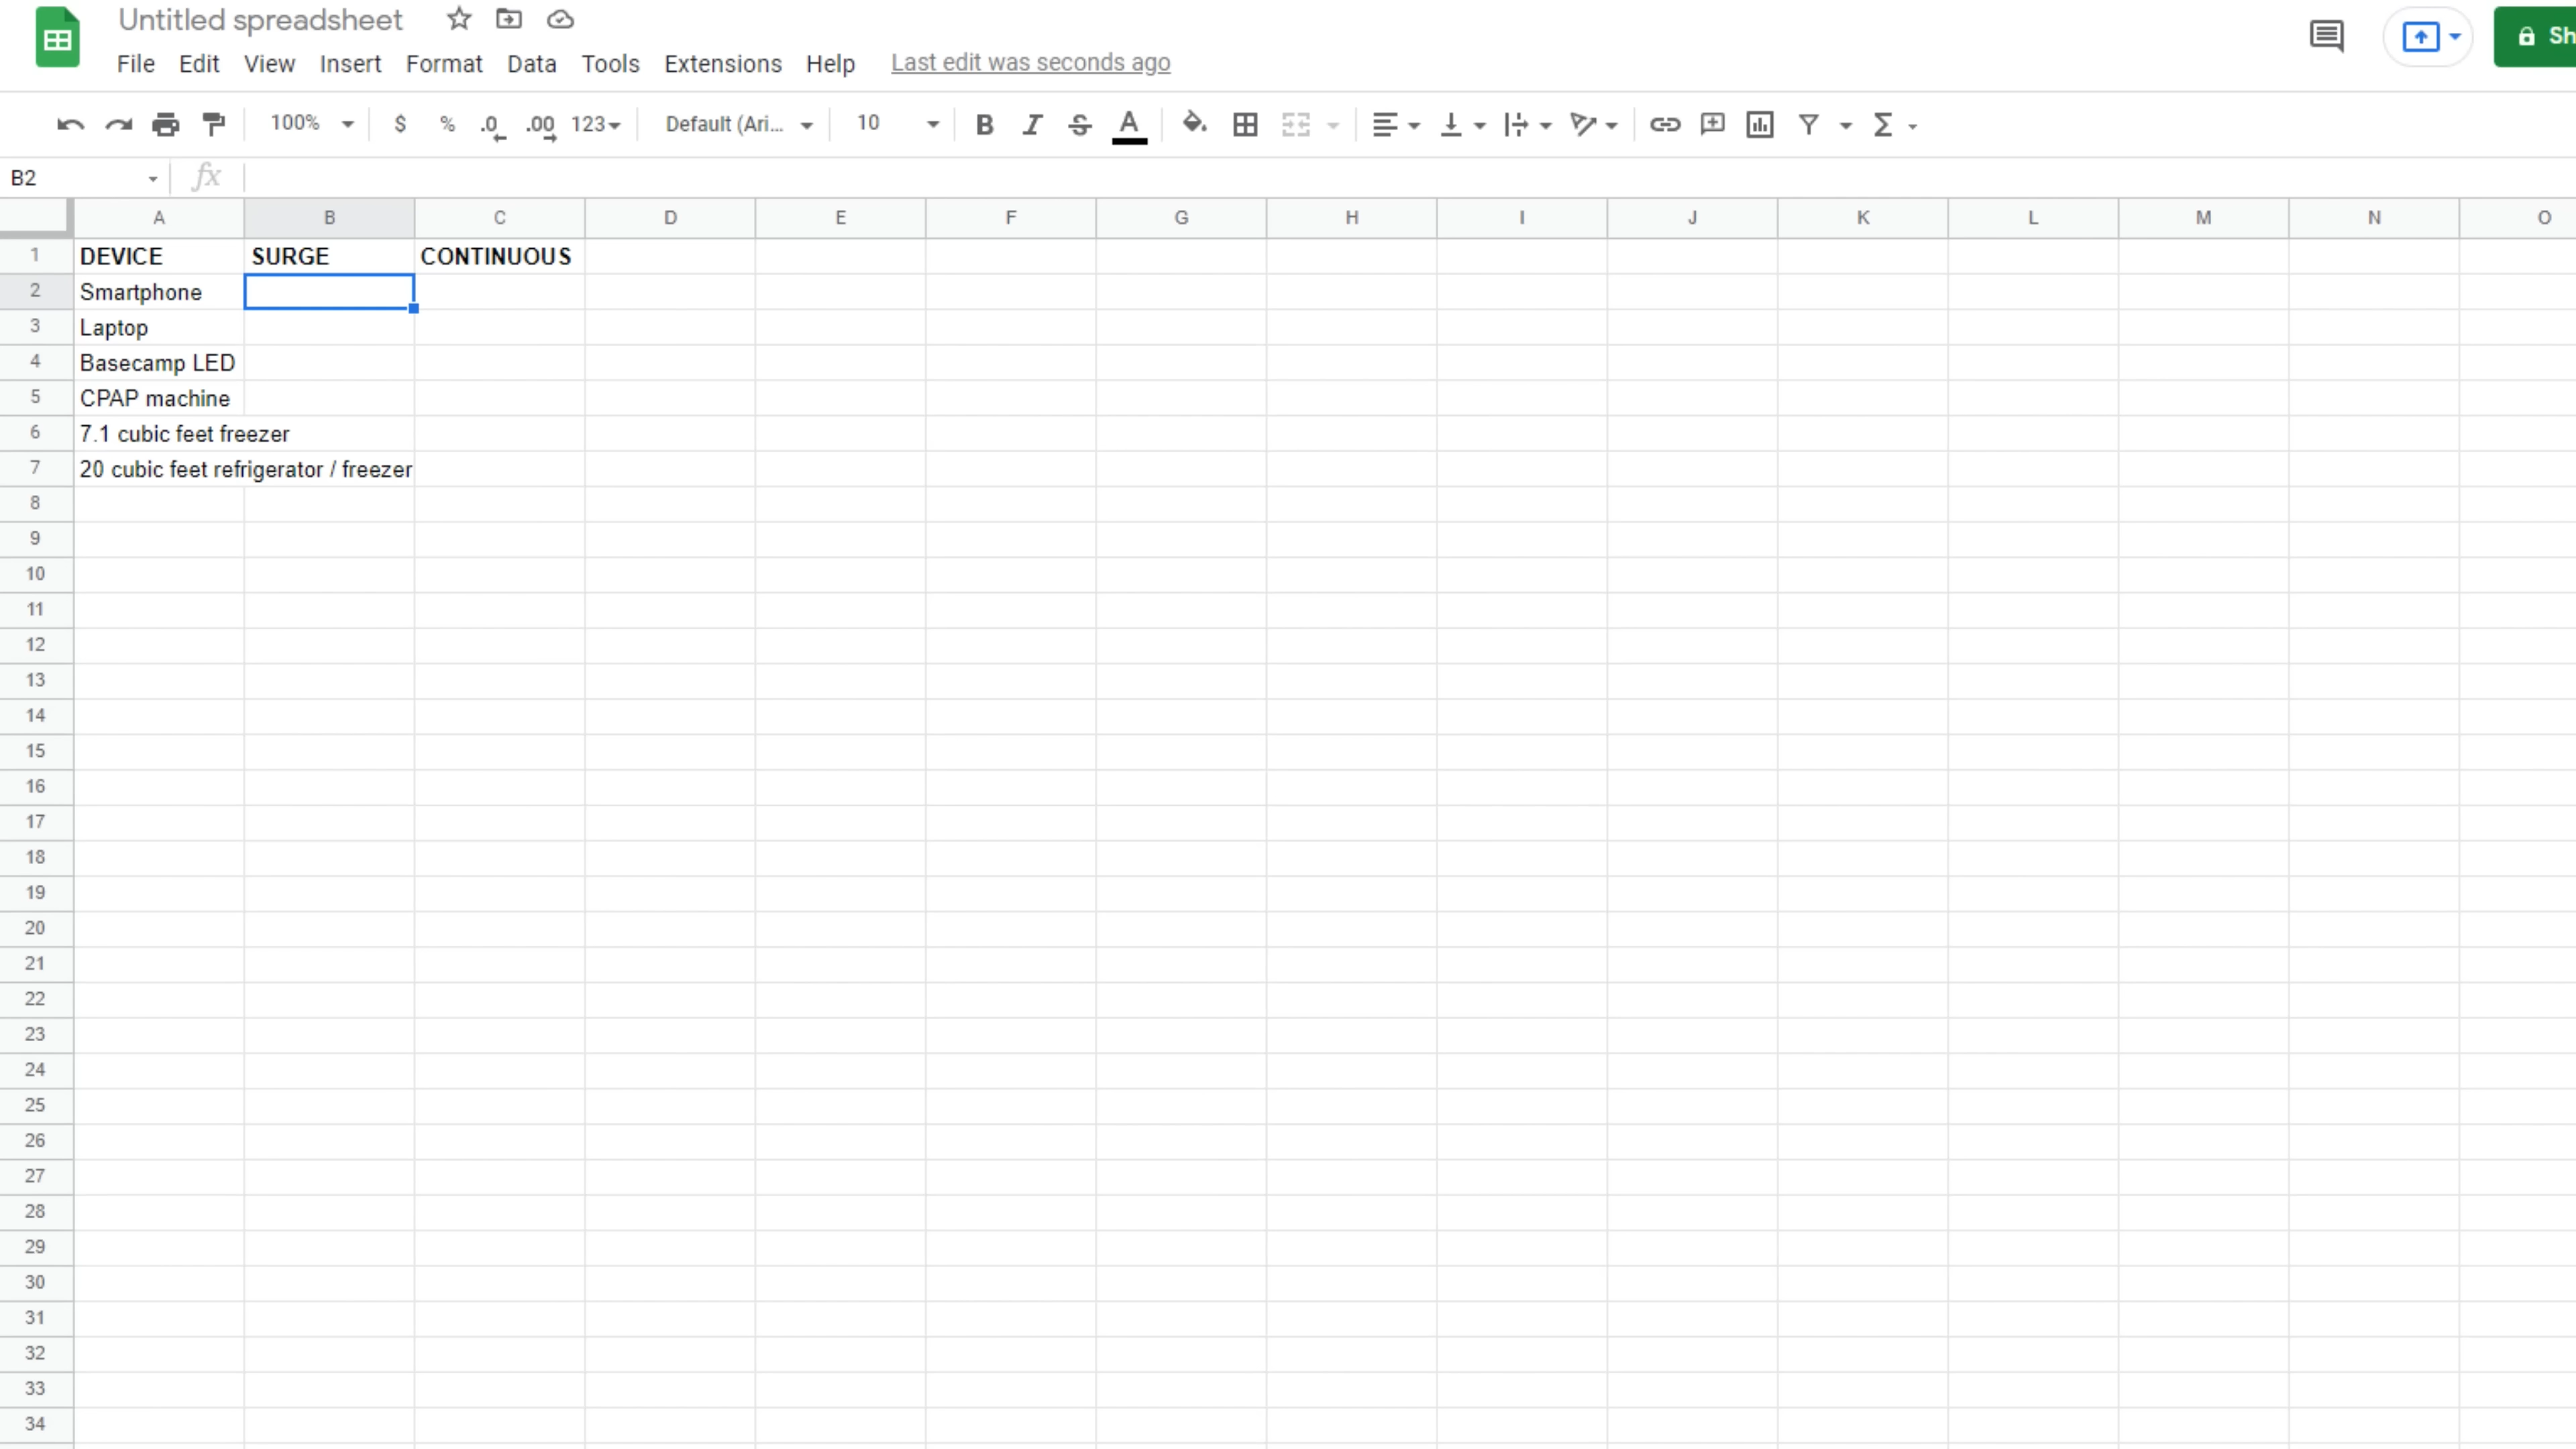 Untitled spreadsheet
File Edit View Insert Format Data Tools Extensions Help Last edit was seconds ago
Sh
100% $ % .0 .00 123 Default (Ari... 10 B I S A Σ
B2 fx
A B C D E F G H I J K L M N O
1 DEVICE SURGE CONTINUOUS
2 Smartphone
3 Laptop
4 Basecamp LED
5 CPAP machine
6 7.1 cubic feet freezer
7 20 cubic feet refrigerator / freezer
8
9
10
11
12
13
14
15
16
17
18
19
20
21
22
23
24
25
26
27
28
29
30
31
32
33
34